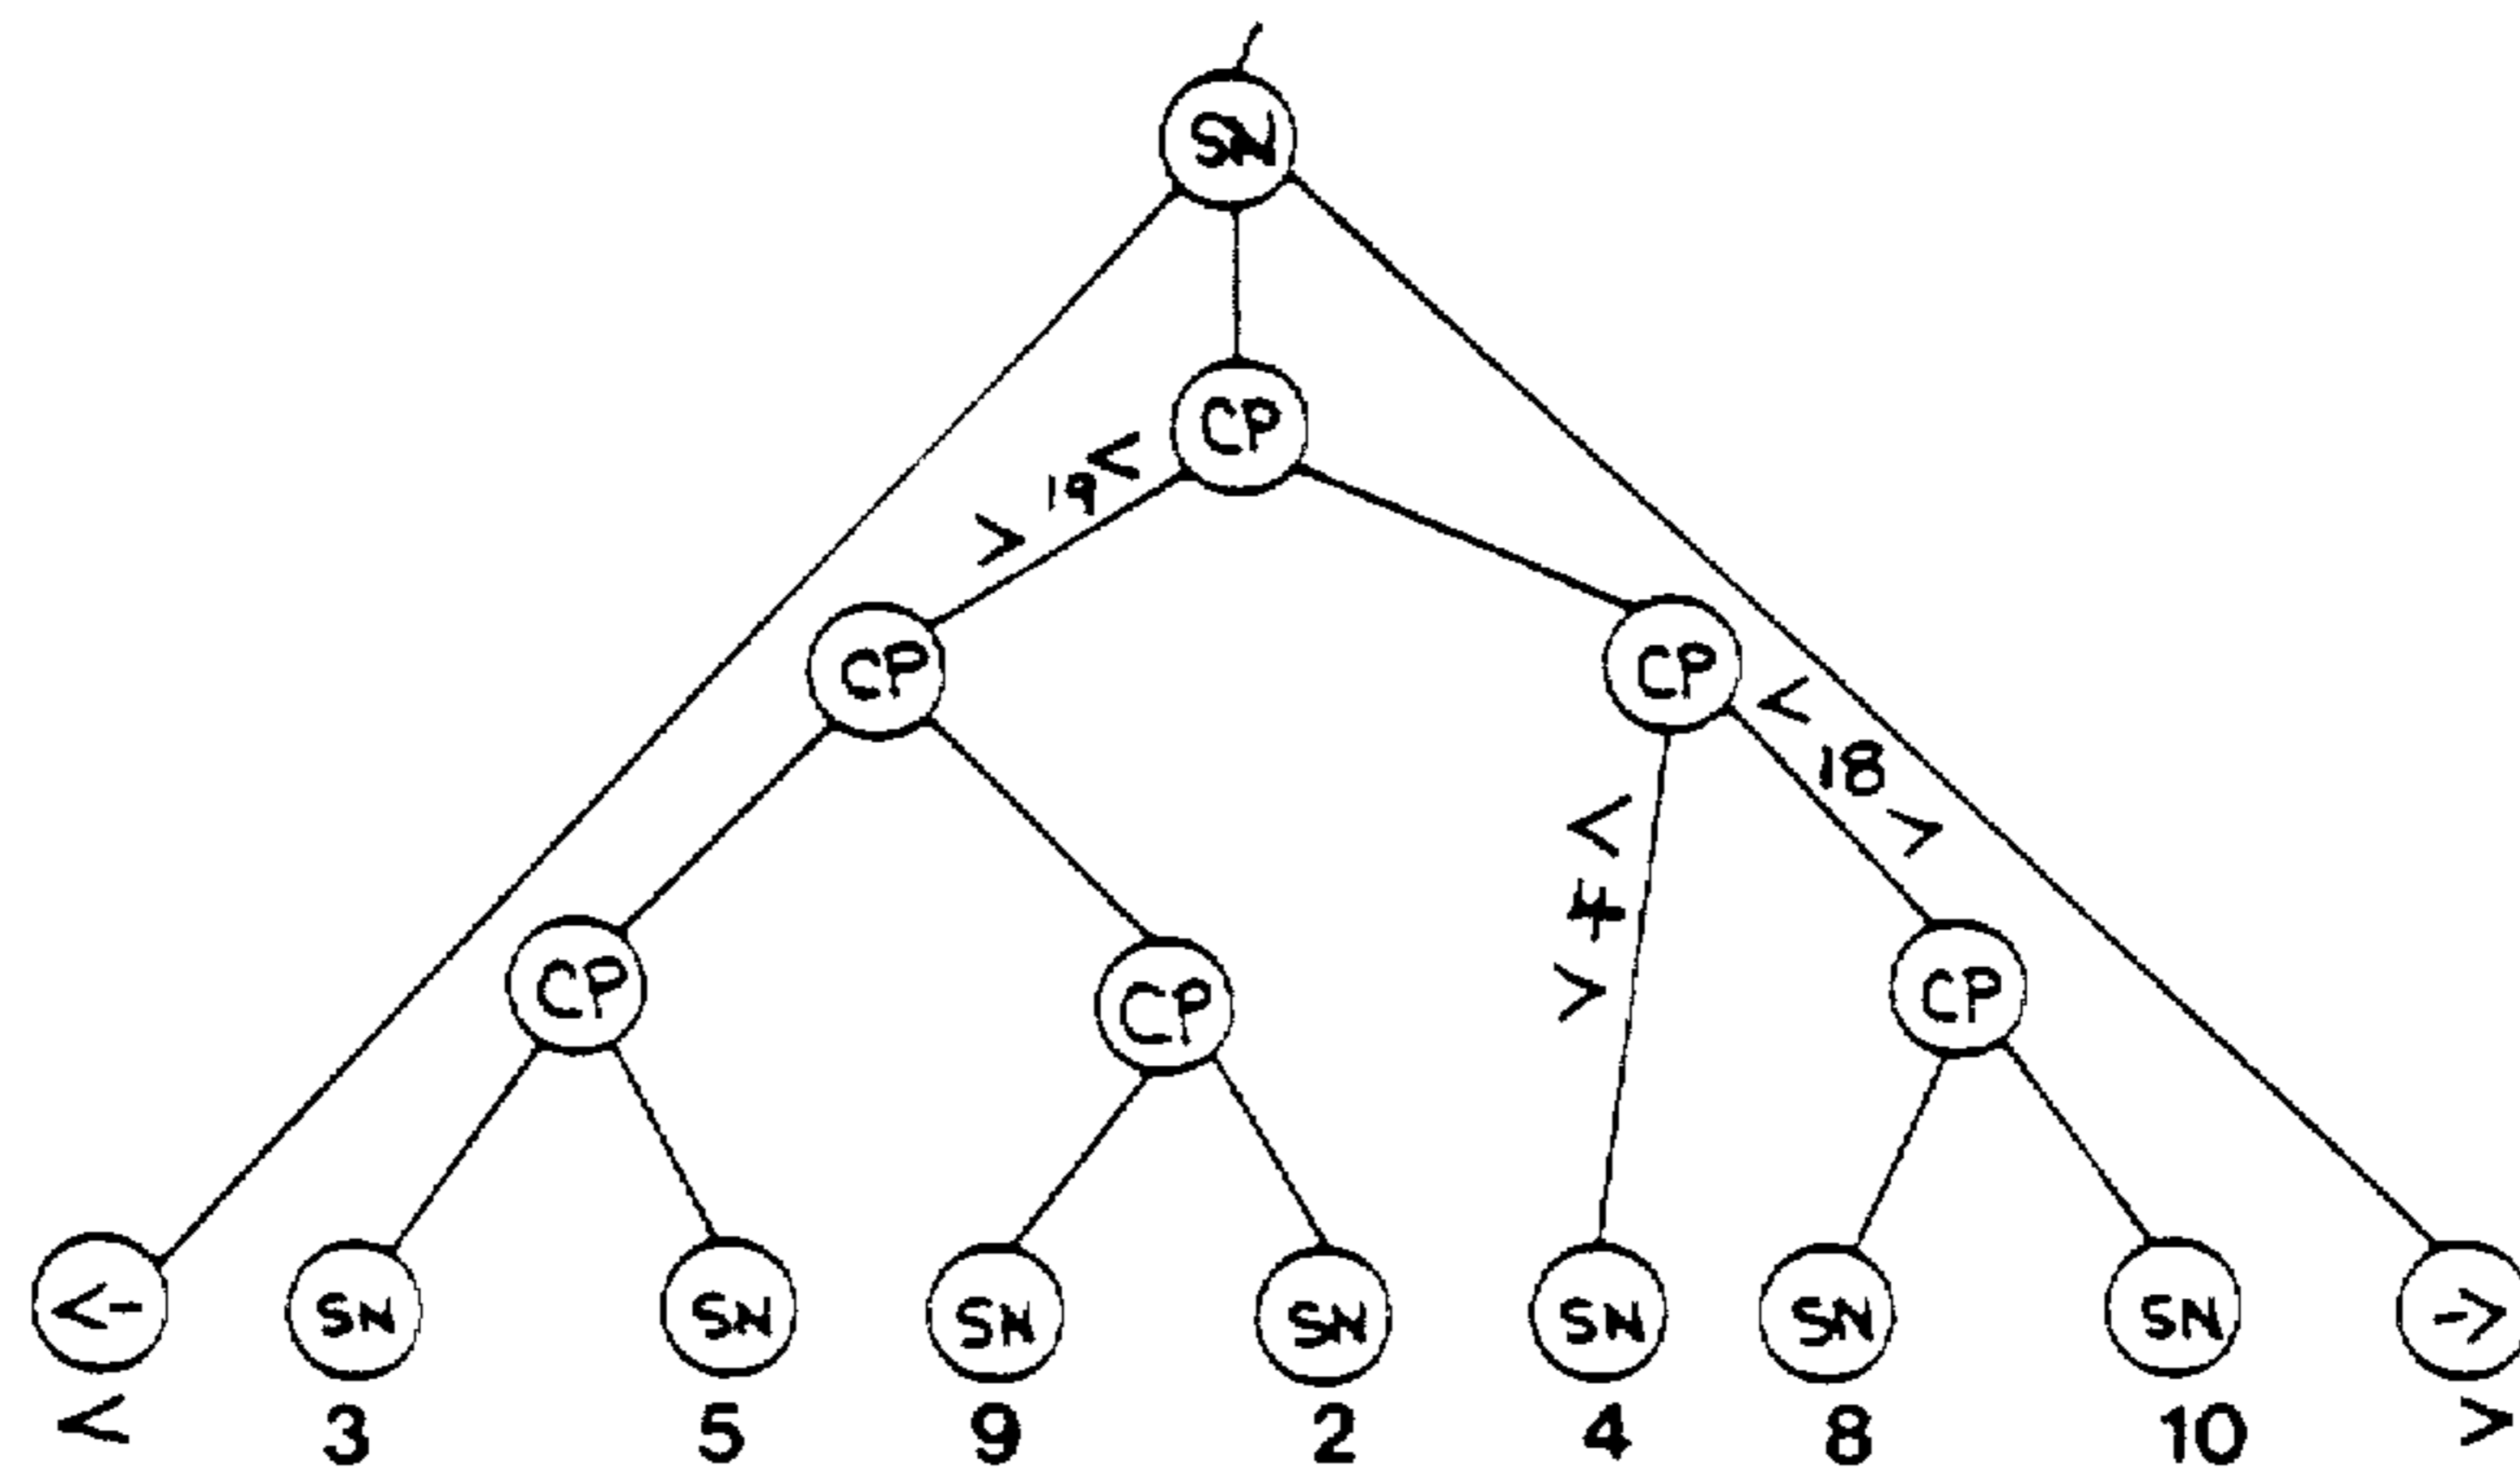 SN
CP
< 19 >
CP CP
< 4 > < 18 >
CP CP CP
<- SN SN SN SN SN SN SN ->
< 3 5 9 2 4 8 10 >